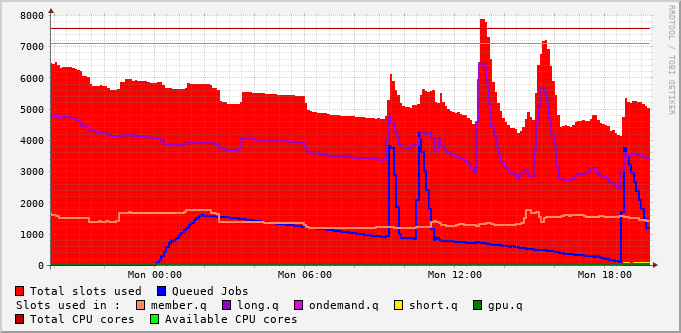 8000
7000
6000
5000
4000
3000
2000
1000
0
Mon 00:00 Mon 06:00 Mon 12:00 Mon 18:00
Total slots used Queued Jobs
Slots used in : member.q long.q ondemand.q short.q gpu.q
Total CPU cores Available CPU cores
RRDTOOL / TOBI OETIKER